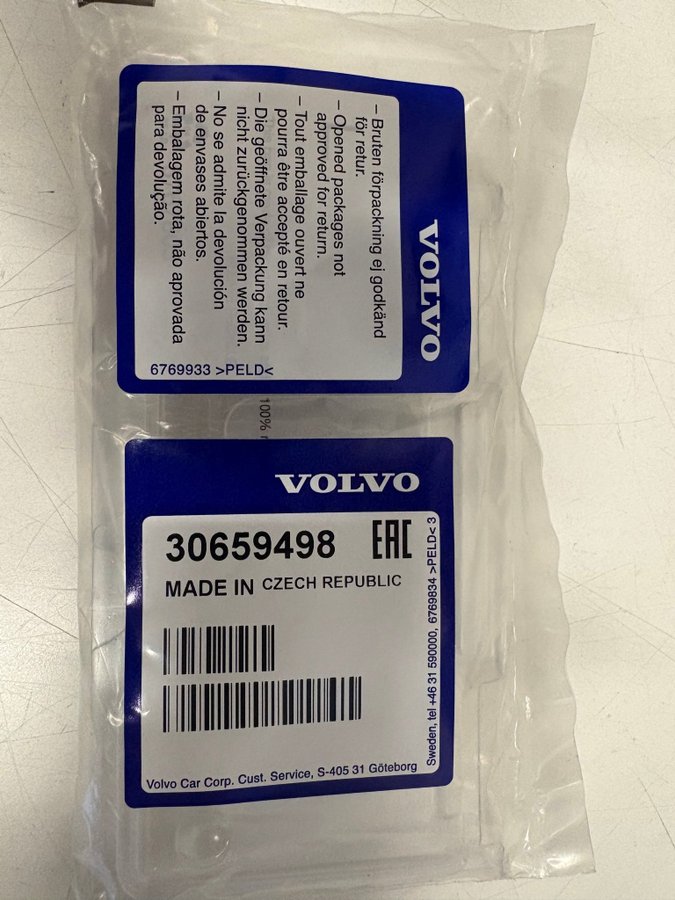 VOLVO
– Bruten förpackning ej godkänd
för retur.
– Opened packages not
approved for return.
– Tout emballage ouvert ne
pourra être accepté en retour.
– Die geöffnete Verpackung kann
nicht zurückgenommen werden.
– No se admite la devolución
de envases abiertos.
– Embalagem rota, não aprovada
para devolução.
6769933 >PELD<
100%
VOLVO
30659498 EAC
MADE IN CZECH REPUBLIC
Volvo Car Corp. Cust. Service, S-405 31 Göteborg
Sweden, tel +46 31 590000, 6769834 >PELD< 3